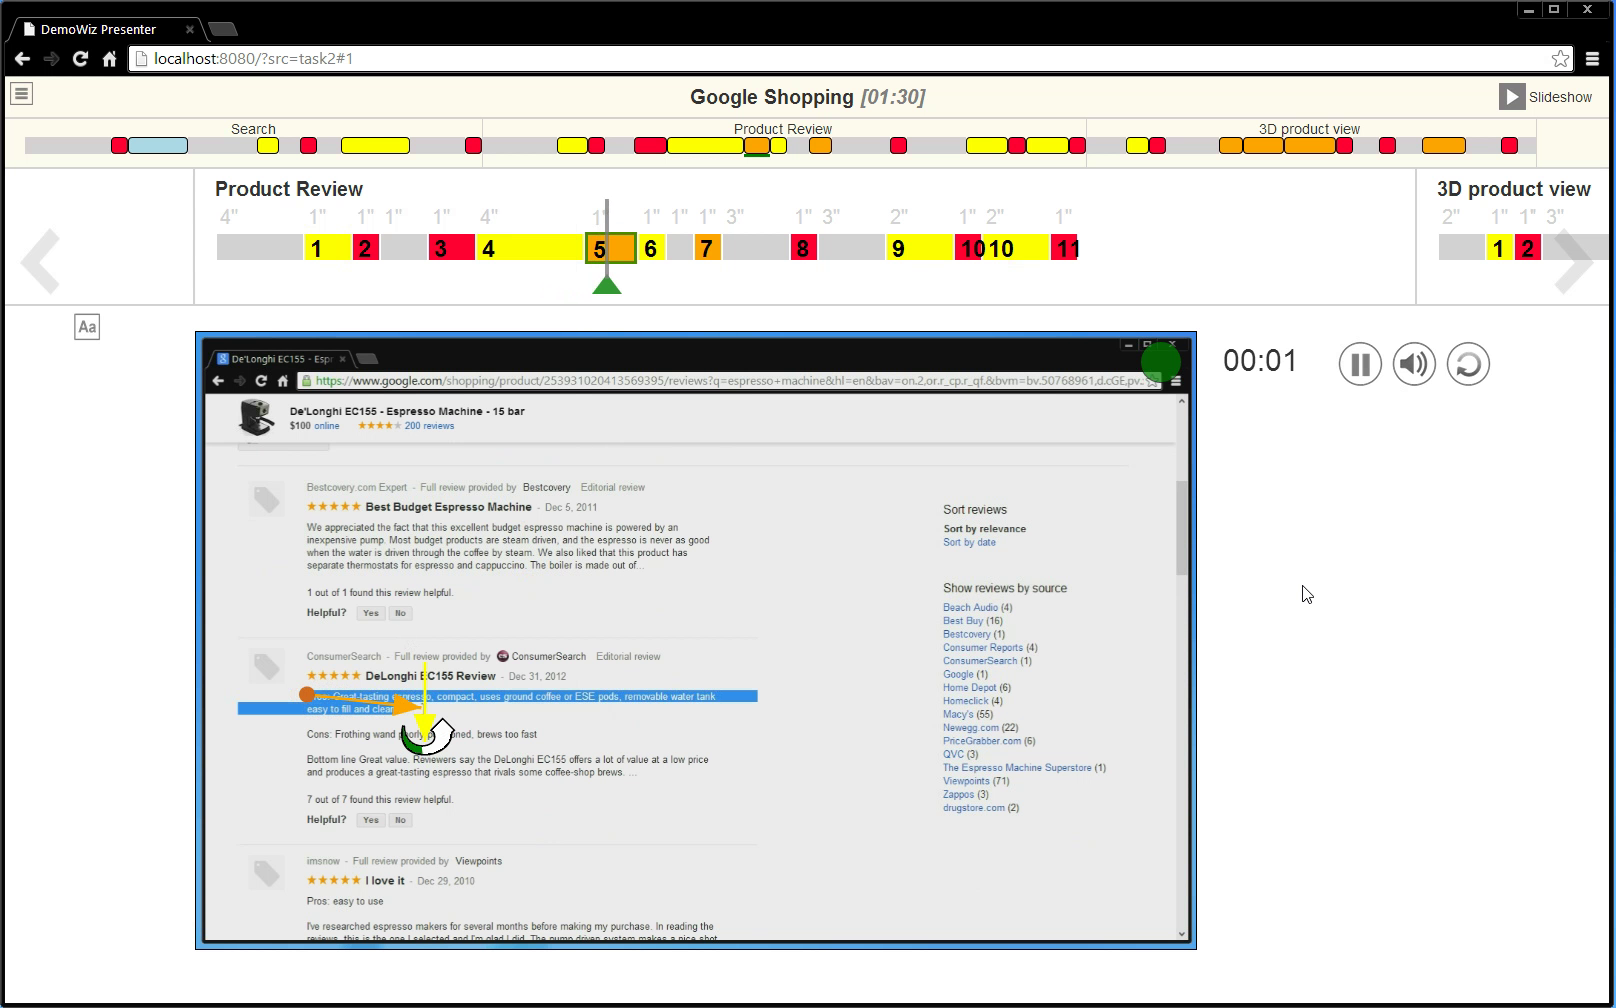 DemoWiz Presenter
localhost:8080/?src=task2#1
Google Shopping [01:30]
Slideshow
Search
Product Review
3D product view
Product Review
3D product view
4" 1" 1" 1" 1" 4" 1" 1" 1" 1" 3" 1" 3" 2" 1" 2" 1"
2" 1" 1" 3"
1 2 3 4 5 6 7 8 9 10 10 11
1 2
Aa
00:01
De'Longhi EC155 - Espr
https://www.google.com/shopping/product/253931020413569395/reviews?q=espresso+machine&hl=en&bav=on.2,or.r_cp.r_qf.&bvm=bv.50768961,d.cGE,pv.
De'Longhi EC155 - Espresso Machine - 15 bar
$100 online 200 reviews
Bestcovery.com Expert - Full review provided by Bestcovery Editorial review
Best Budget Espresso Machine - Dec 5, 2011
We appreciated the fact that this excellent budget espresso machine is powered by an
inexpensive pump. Most budget products are steam driven, and the espresso is never as good
when the water is driven through the coffee by steam. We also liked that this product has
separate thermostats for espresso and cappuccino. The boiler is made out of...
1 out of 1 found this review helpful.
Helpful? Yes No
ConsumerSearch - Full review provided by ConsumerSearch Editorial review
DeLonghi EC155 Review - Dec 31, 2012
Great-tasting espresso, compact, uses ground coffee or ESE pods, removable water tank
easy to fill and clean
Cons: Frothing wand poorly, brews too fast
Bottom line Great value. Reviewers say the DeLonghi EC155 offers a lot of value at a low price
and produces a great-tasting espresso that rivals some coffee-shop brews. ...
7 out of 7 found this review helpful.
Helpful? Yes No
imsnow - Full review provided by Viewpoints
I love it - Dec 29, 2010
Pros: easy to use
I've researched espresso makers for several months before making my purchase. In reading the
reviews, this is the one I selected and I'm glad I did. The pump driven system makes a nice shot
Sort reviews
Sort by relevance
Sort by date
Show reviews by source
Beach Audio (4)
Best Buy (16)
Bestcovery (1)
Consumer Reports (4)
ConsumerSearch (1)
Google (1)
Home Depot (6)
Homeclick (4)
Macy's (55)
Newegg.com (22)
PriceGrabber.com (6)
QVC (3)
The Espresso Machine Superstore (1)
Viewpoints (71)
Zappos (3)
drugstore.com (2)